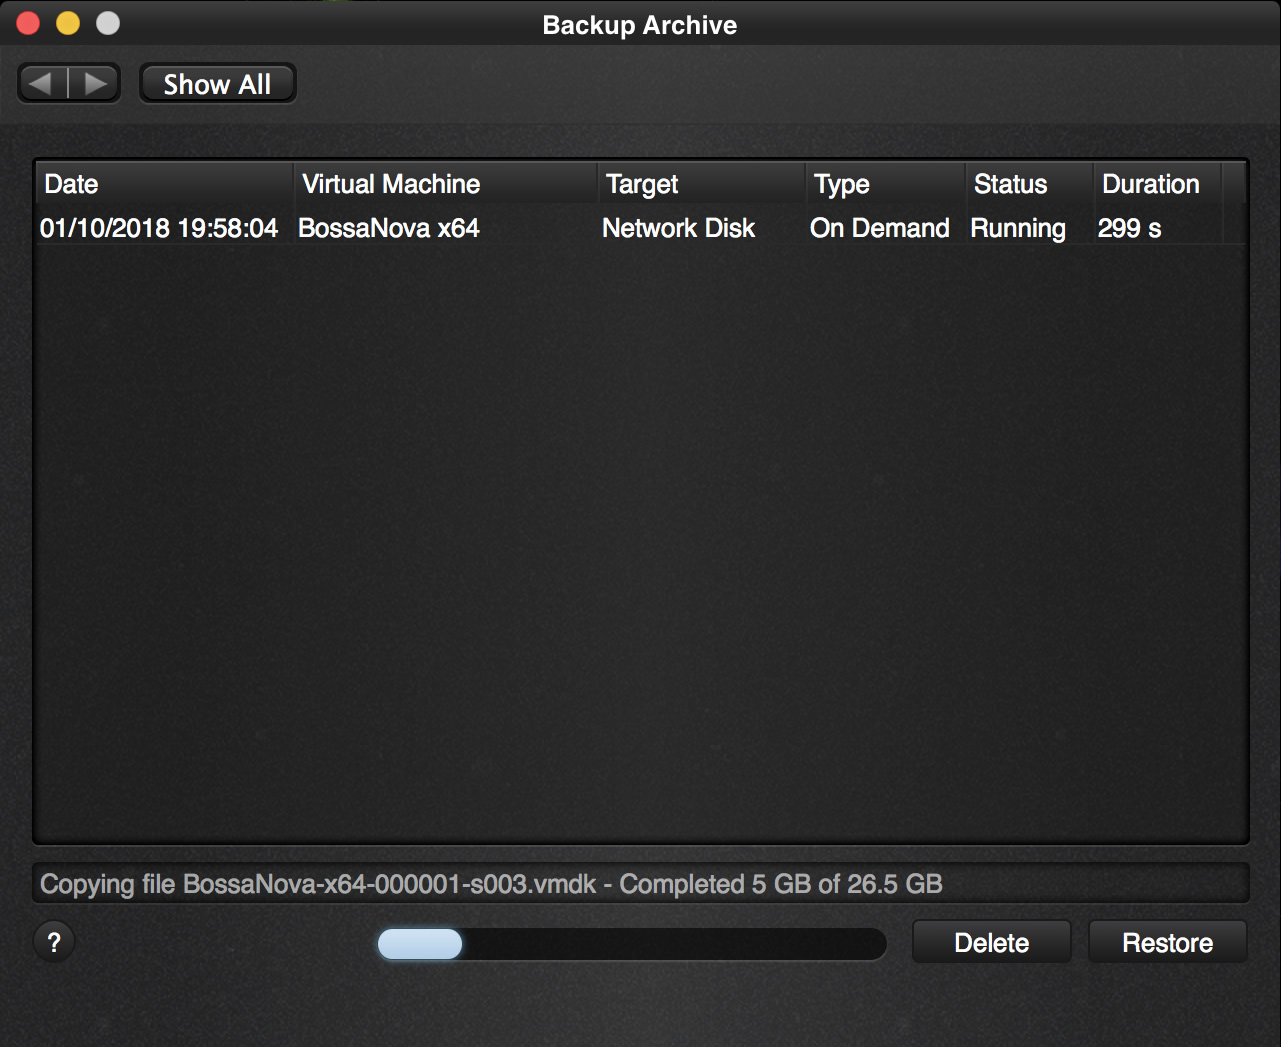 Backup Archive
Show All
Date Virtual Machine Target Type Status Duration
01/10/2018 19:58:04 BossaNova x64 Network Disk On Demand Running 299 s
Copying file BossaNova-x64-000001-s003.vmdk - Completed 5 GB of 26.5 GB
? Delete Restore